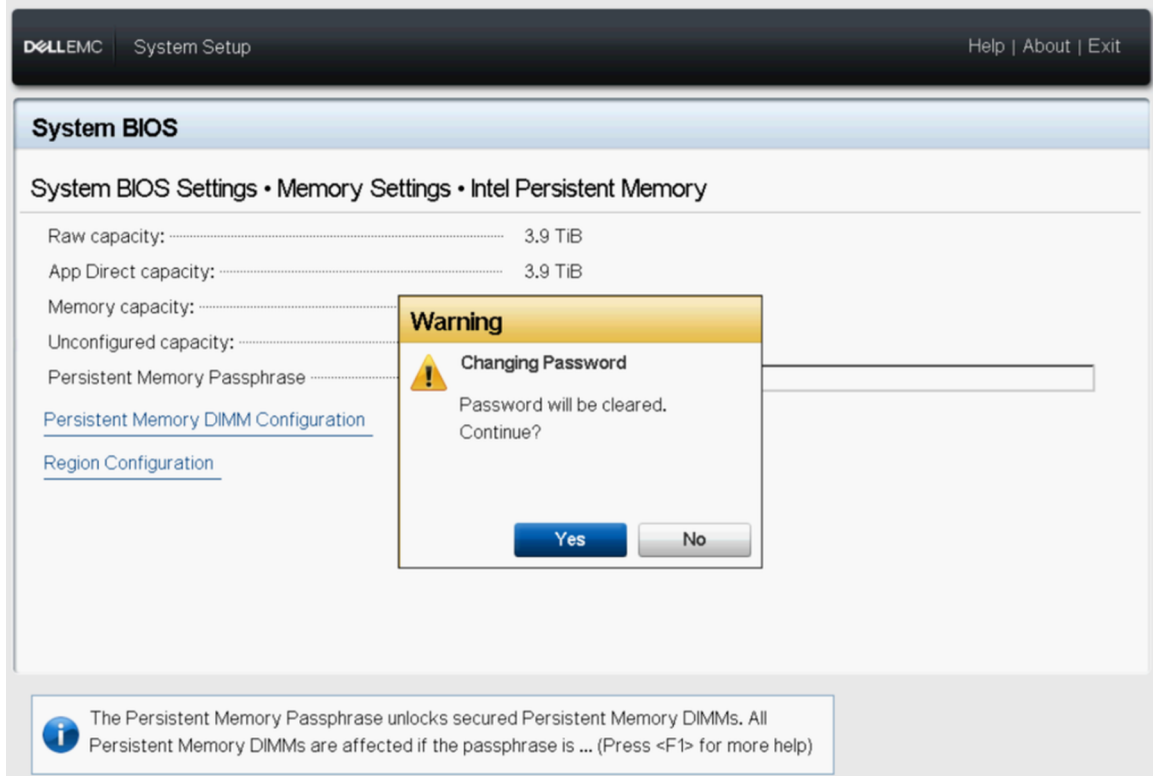 DELLEMC System Setup Help | About | Exit
System BIOS
System BIOS Settings • Memory Settings • Intel Persistent Memory
Raw capacity: 3.9 TiB
App Direct capacity: 3.9 TiB
Memory capacity:
Unconfigured capacity:
Persistent Memory Passphrase
Persistent Memory DIMM Configuration
Region Configuration
Warning
Changing Password
Password will be cleared.
Continue?
Yes No
The Persistent Memory Passphrase unlocks secured Persistent Memory DIMMs. All
Persistent Memory DIMMs are affected if the passphrase is ... (Press <F1> for more help)